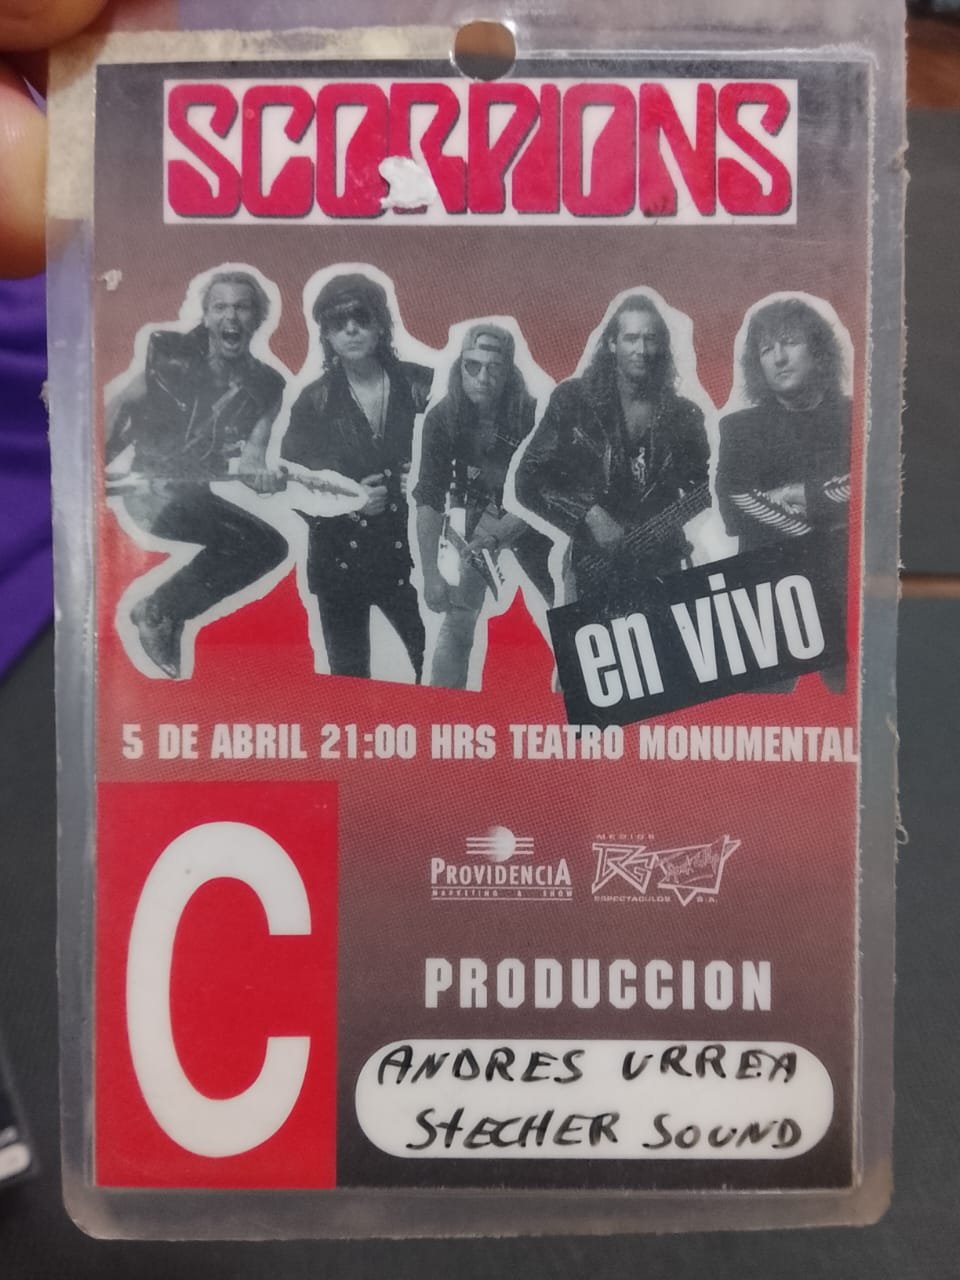 SCORPIONS
en vivo
5 DE ABRIL 21:00 HRS TEATRO MONUMENTAL
C
PROVIDENCIA
MARKETING & SHOW
MEDIOS
ESPECTACULOS S.A.
PRODUCCION
ANDRES URREA
STECHER SOUND